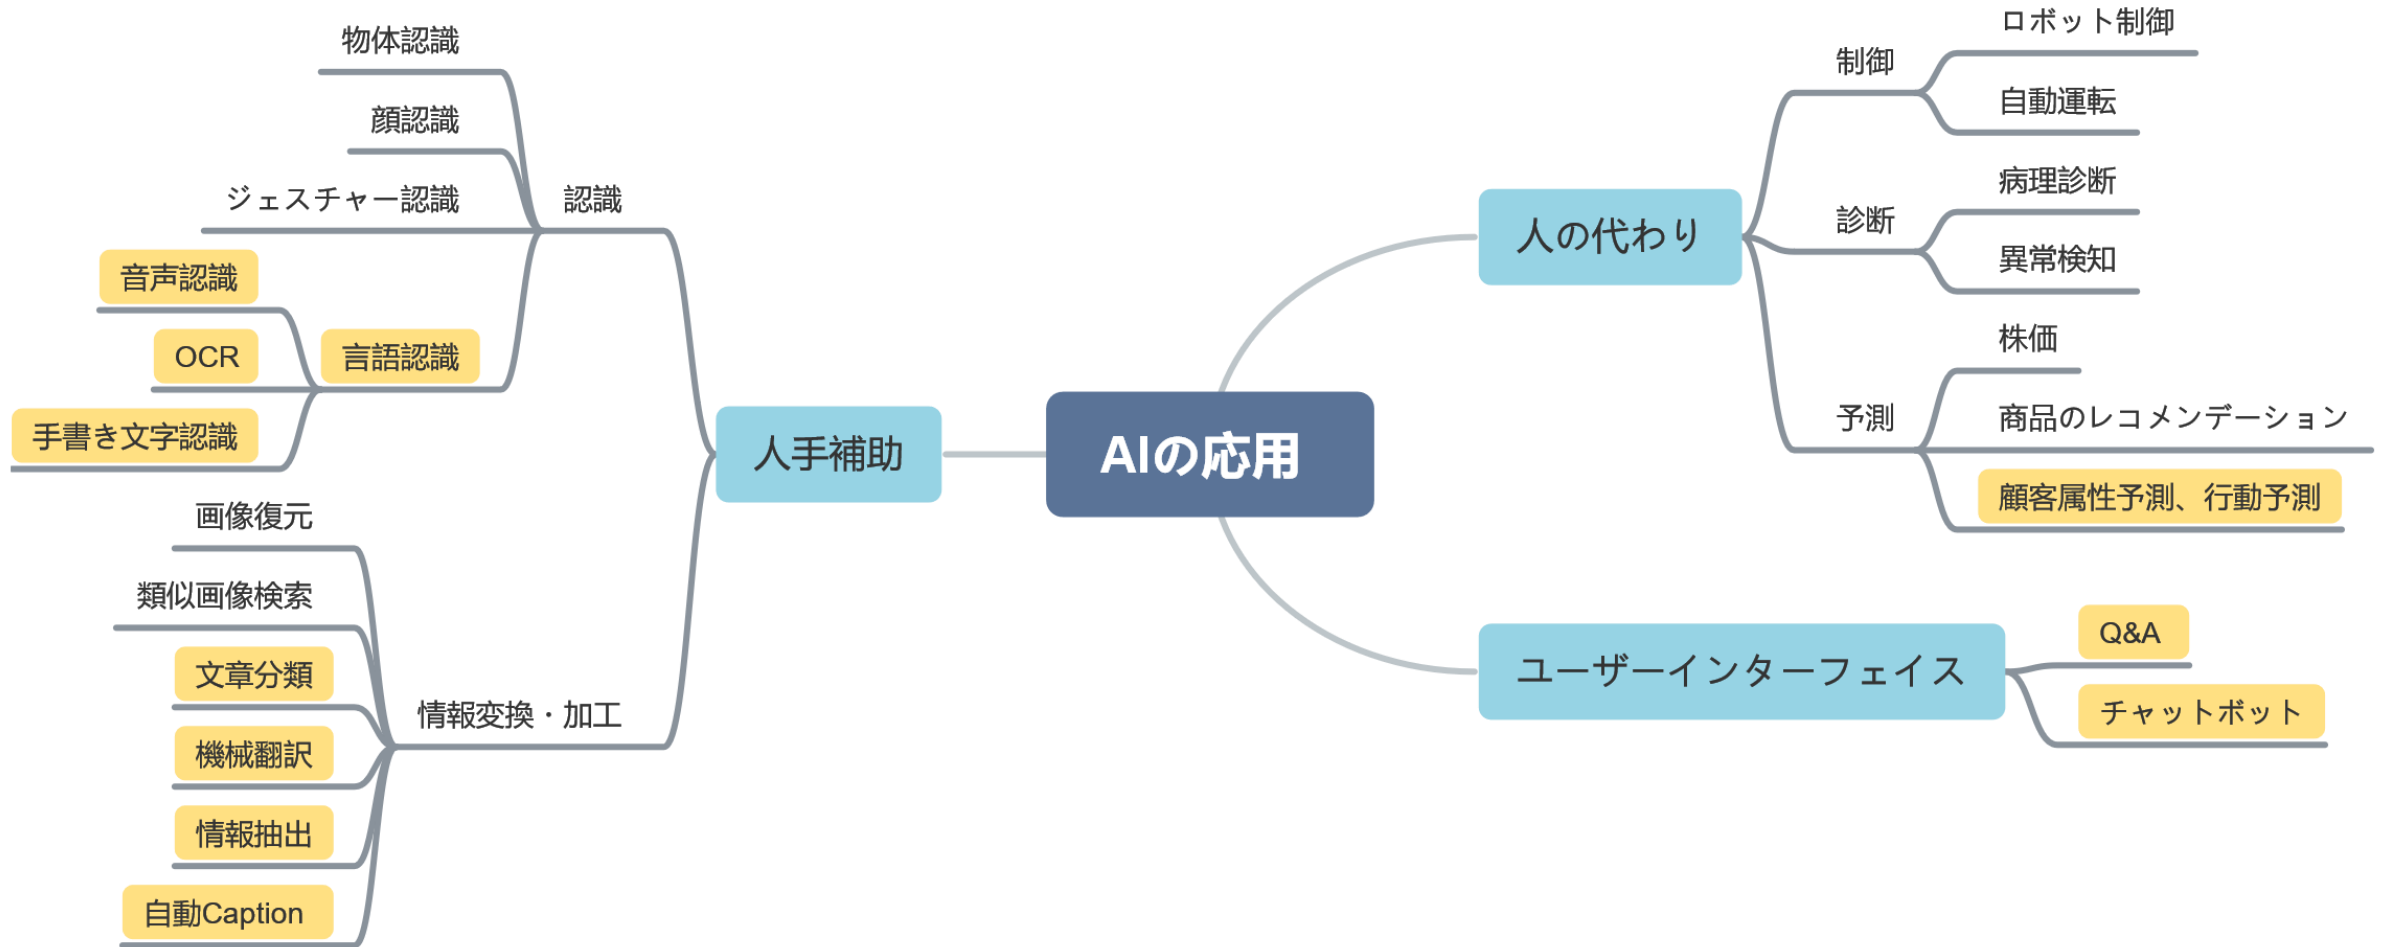 AIの応用
人手補助
認識
物体認識
顔認識
ジェスチャー認識
言語認識
音声認識
OCR
手書き文字認識
情報変換・加工
画像復元
類似画像検索
文章分類
機械翻訳
情報抽出
自動Caption
人の代わり
制御
ロボット制御
自動運転
診断
病理診断
異常検知
予測
株価
商品のレコメンデーション
顧客属性予測、行動予測
ユーザーインターフェイス
Q&A
チャットボット